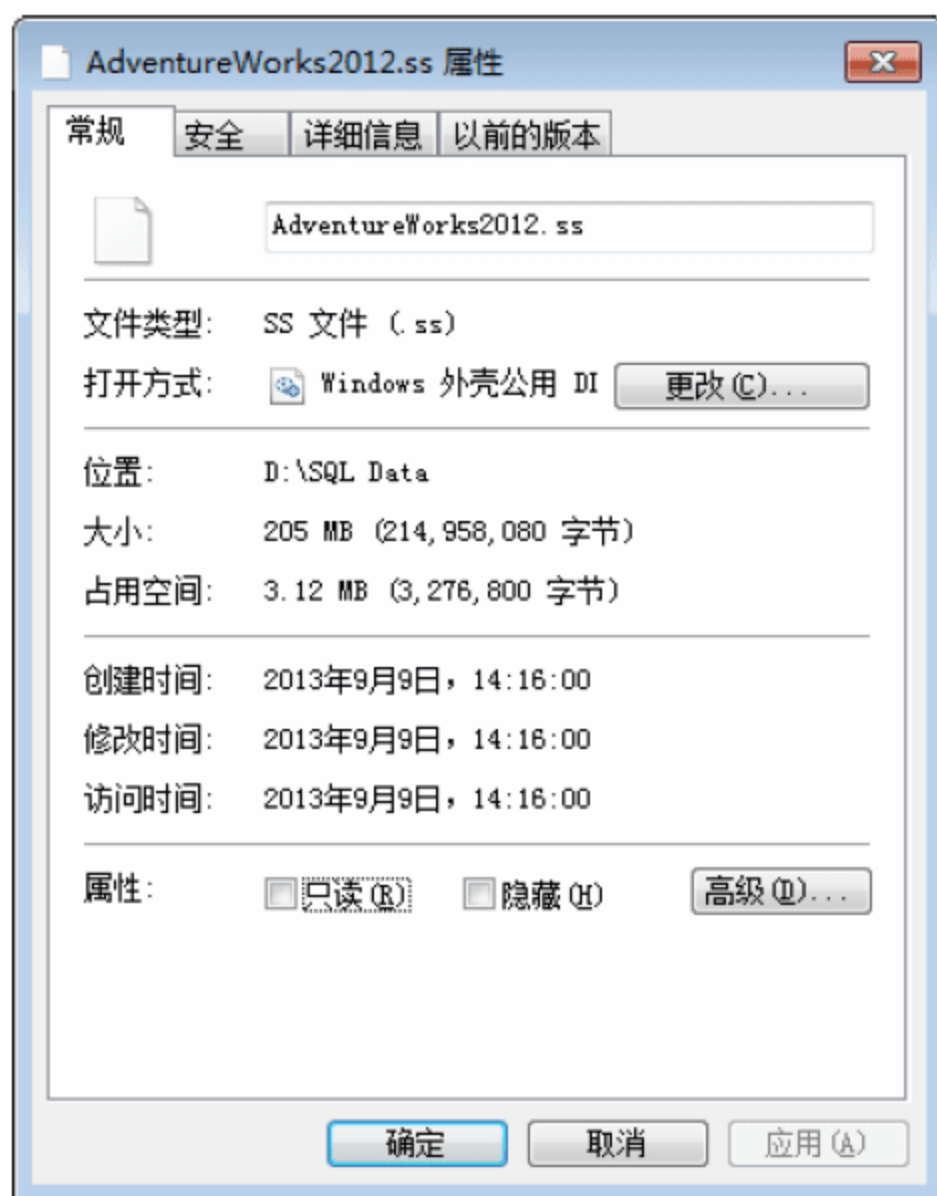 AdventureWorks2012.ss 属性
常规 安全 详细信息 以前的版本
AdventureWorks2012.ss
文件类型: SS 文件 (.ss)
打开方式: Windows 外壳公用 Dl 更改(C)...
位置: D:\SQL Data
大小: 205 MB (214,958,080 字节)
占用空间: 3.12 MB (3,276,800 字节)
创建时间: 2013年9月9日，14:16:00
修改时间: 2013年9月9日，14:16:00
访问时间: 2013年9月9日，14:16:00
属性: 只读(R) 隐藏(H) 高级(D)...
确定 取消 应用(A)